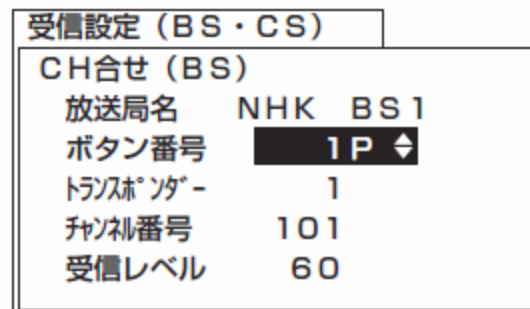 受信設定（ＢＳ・ＣＳ）
ＣＨ合せ（ＢＳ）
放送局名　ＮＨＫ　ＢＳ１
ボタン番号　１Ｐ
ﾄﾗﾝｽﾎﾟﾝﾀﾞｰ　１
ﾁｬﾝﾈﾙ番号　１０１
受信レベル　６０